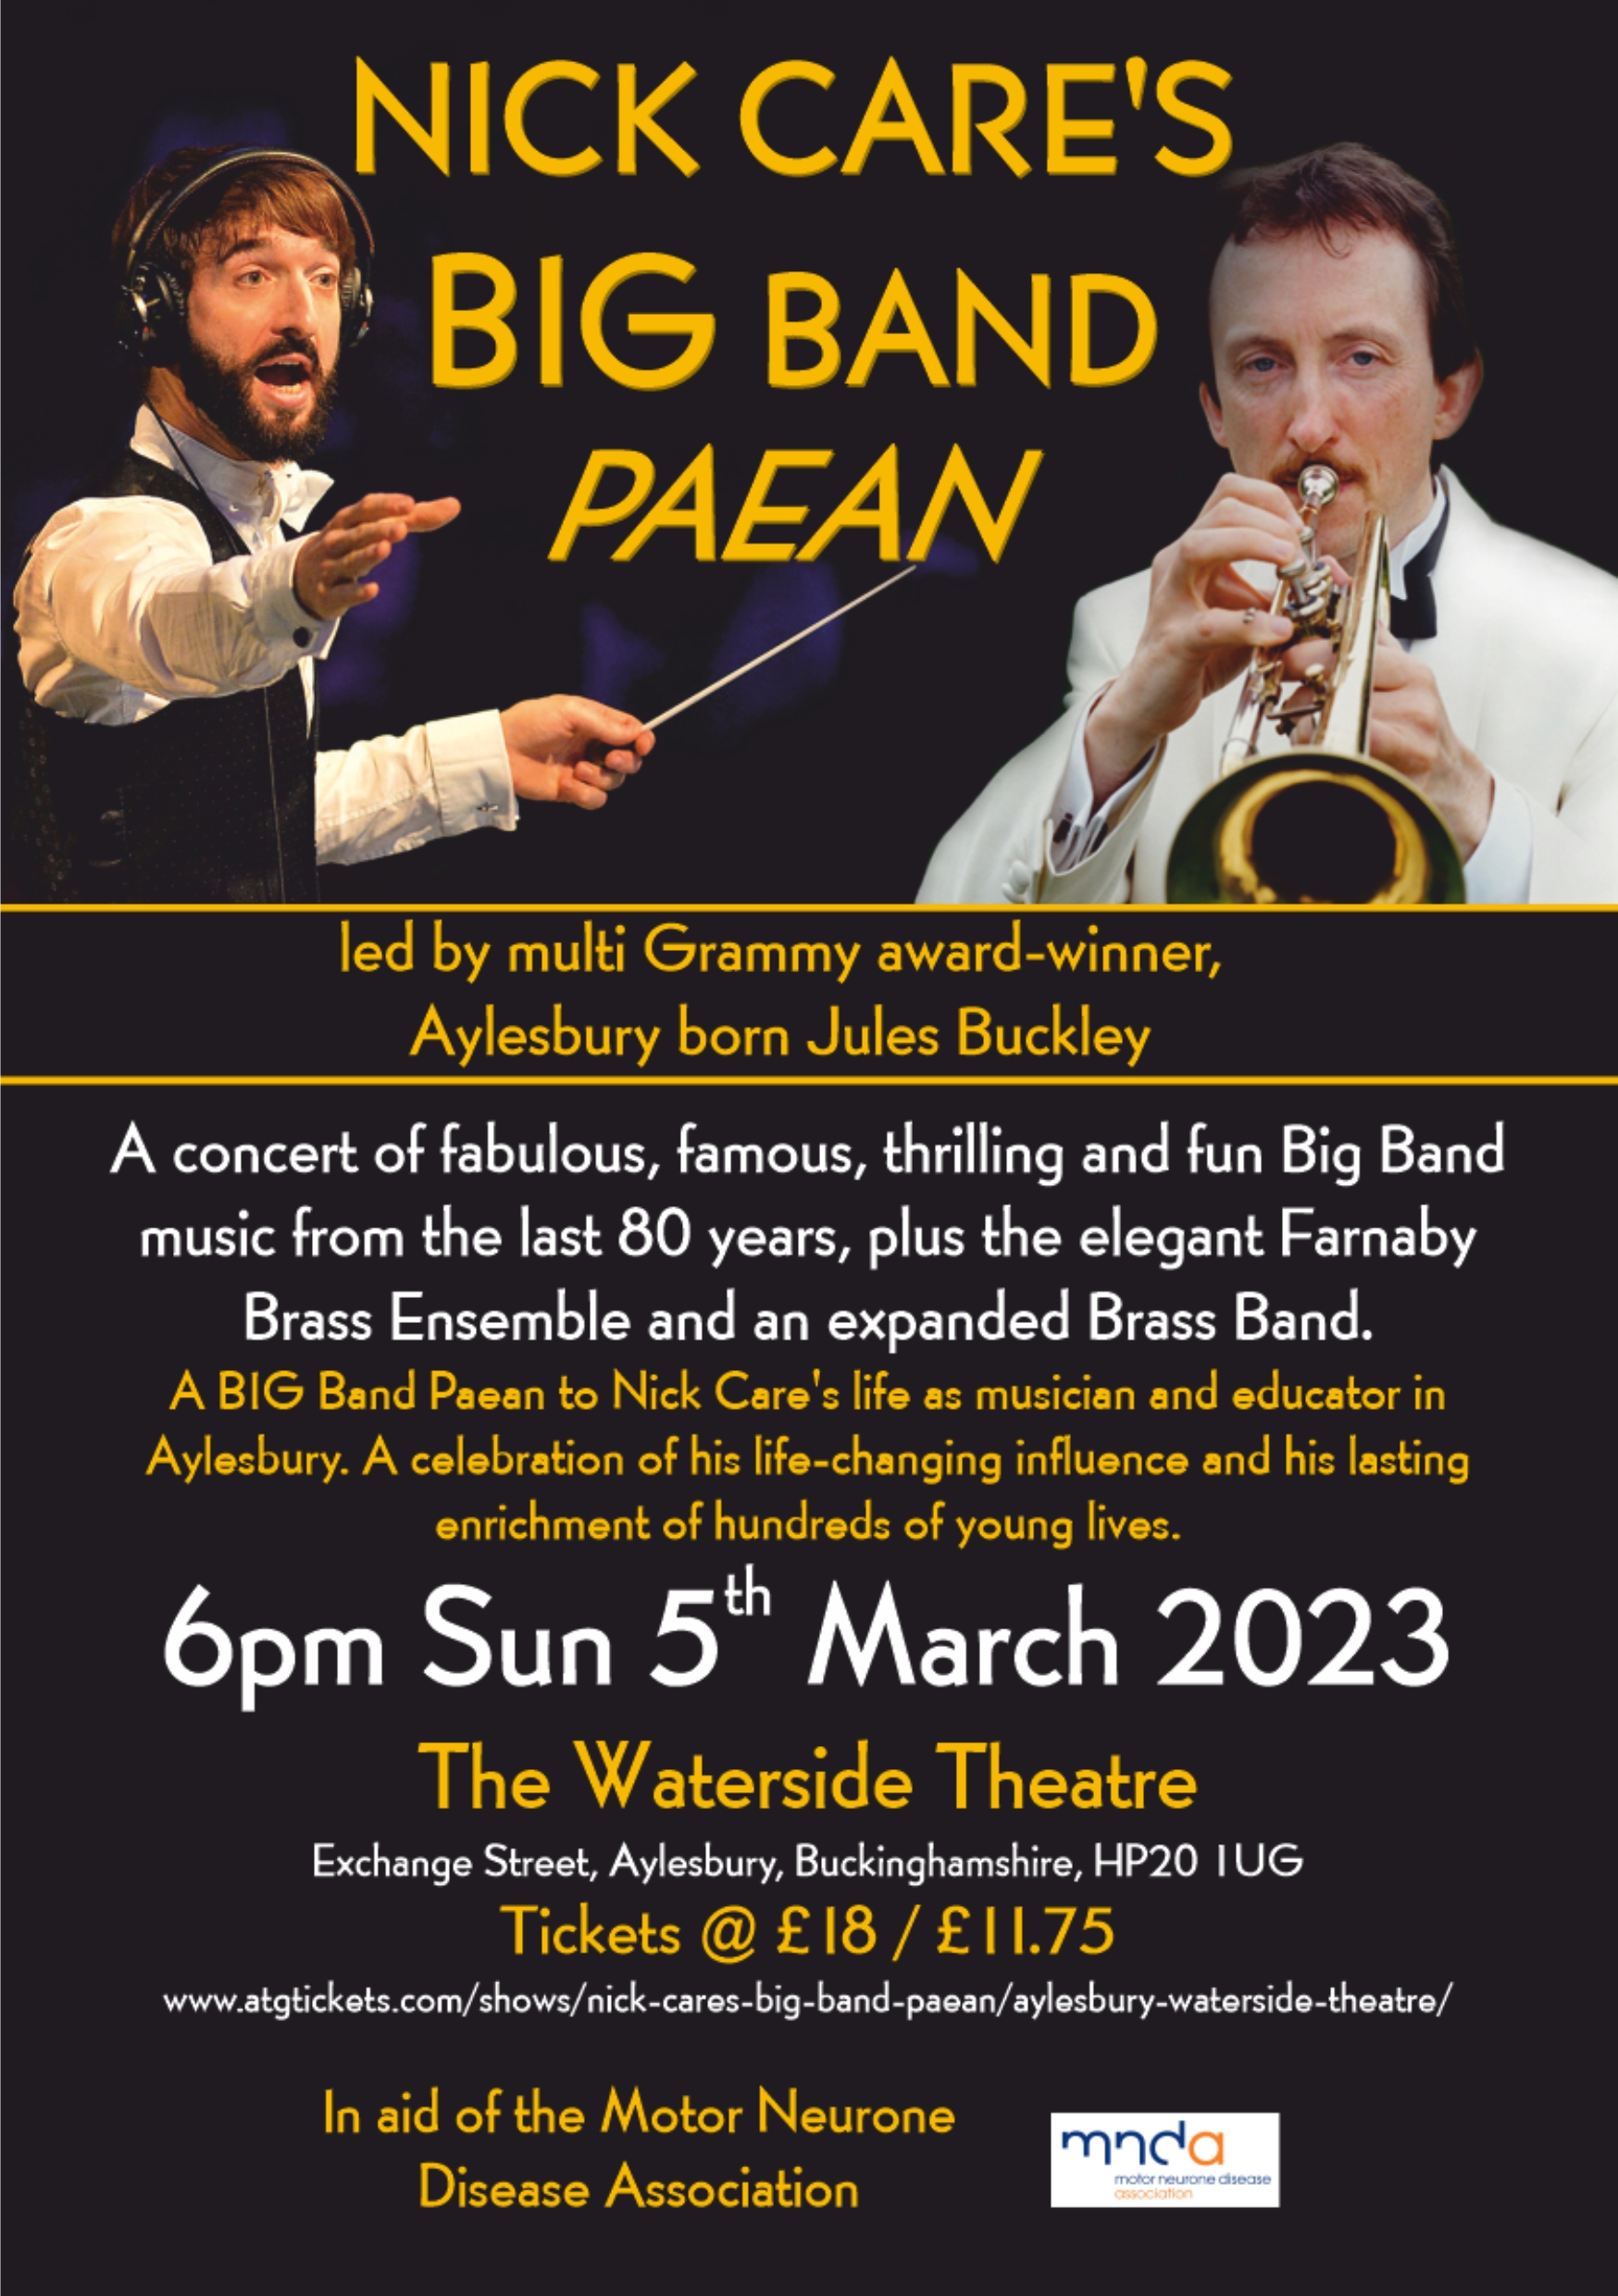 NICK CARE'S
BIG BAND
PAEAN
led by multi Grammy award-winner,
Aylesbury born Jules Buckley
A concert of fabulous, famous, thrilling and fun Big Band
music from the last 80 years, plus the elegant Farnaby
Brass Ensemble and an expanded Brass Band.
A BIG Band Paean to Nick Care's life as musician and educator in
Aylesbury. A celebration of his life-changing influence and his lasting
enrichment of hundreds of young lives.
6pm Sun 5th March 2023
The Waterside Theatre
Exchange Street, Aylesbury, Buckinghamshire, HP20 1UG
Tickets @ £18 / £11.75
www.atgtickets.com/shows/nick-cares-big-band-paean/aylesbury-waterside-theatre/
In aid of the Motor Neurone
Disease Association
mnda
motor neurone disease
association